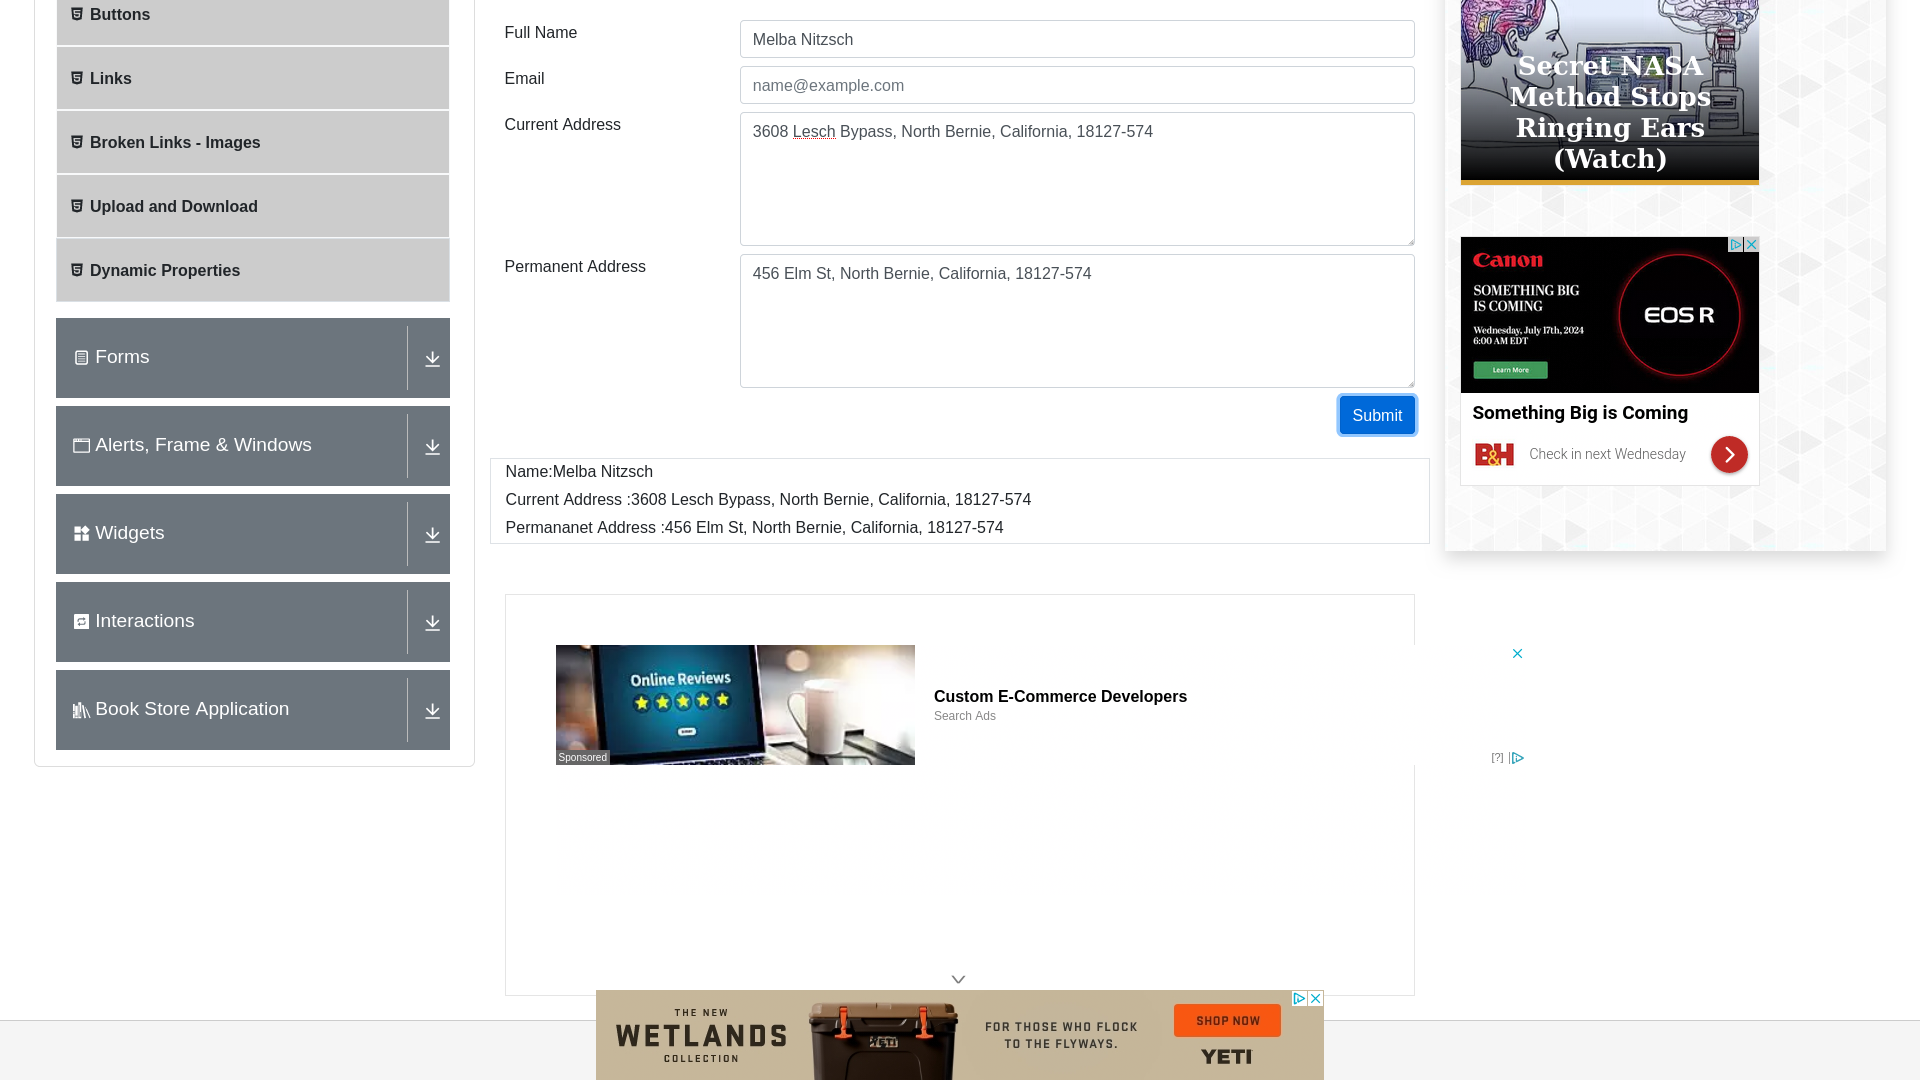 Buttons
Links
Broken Links - Images
Upload and Download
Dynamic Properties
Forms
Alerts, Frame & Windows
Widgets
Interactions
Book Store Application
Full Name
Melba Nitzsch
Email
name@example.com
Current Address
3608 Lesch Bypass, North Bernie, California, 18127-574
Permanent Address
456 Elm St, North Bernie, California, 18127-574
Submit
Name:Melba Nitzsch
Current Address :3608 Lesch Bypass, North Bernie, California, 18127-574
Permananet Address :456 Elm St, North Bernie, California, 18127-574
Online Reviews
START
Sponsored
Custom E-Commerce Developers
Search Ads
[?]
Secret NASA
Method Stops
Ringing Ears
(Watch)
Canon
SOMETHING BIG
IS COMING
Wednesday, July 17th, 2024
6:00 AM EDT
Learn More
EOS R
Something Big is Coming
B&H
Check in next Wednesday
THE NEW
WETLANDS
COLLECTION
YETI
FOR THOSE WHO FLOCK
TO THE FLYWAYS.
SHOP NOW
YETI